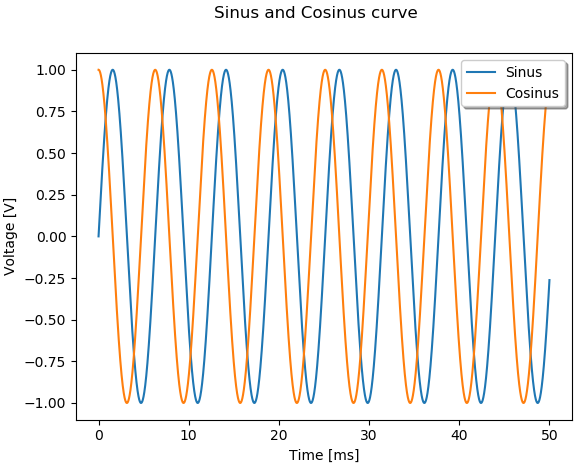 Sinus and Cosinus curve
Sinus
Cosinus
1.00
0.75
0.50
0.25
0.00
−0.25
−0.50
−0.75
−1.00
Voltage [V]
0 10 20 30 40 50
Time [ms]